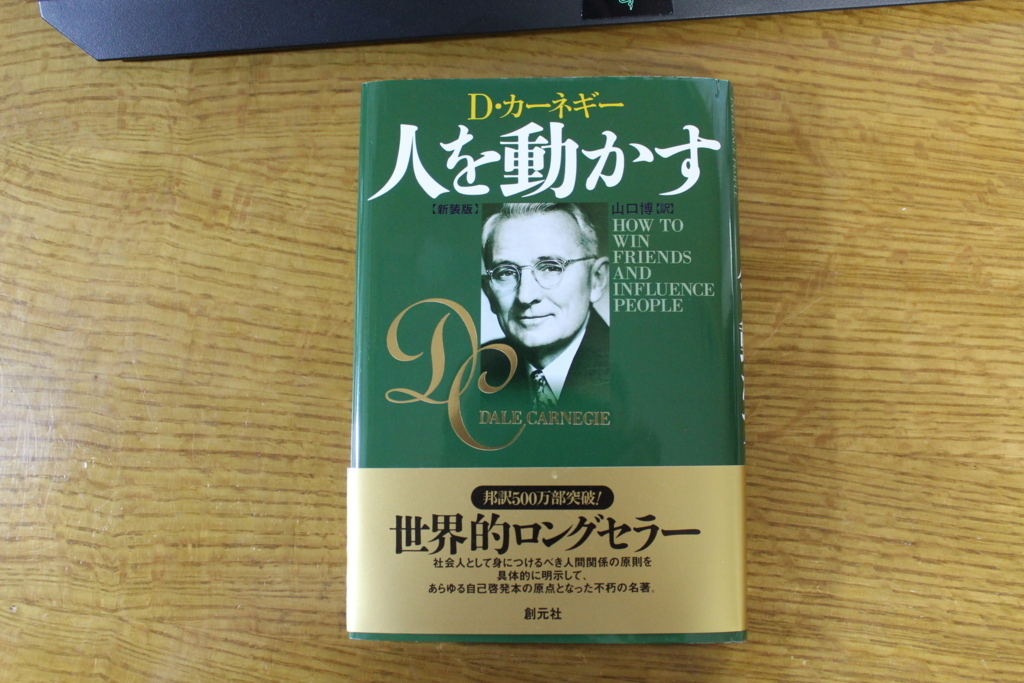 D・カーネギー
人を動かす
【新装版】
山口博【訳】
HOW TO
WIN
FRIENDS
AND
INFLUENCE
PEOPLE
DC
DALE CARNEGIE
邦訳500万部突破!
世界的ロングセラー
社会人として身につけるべき人間関係の原則を
具体的に明示して、
あらゆる自己啓発本の原点となった不朽の名著。
創元社